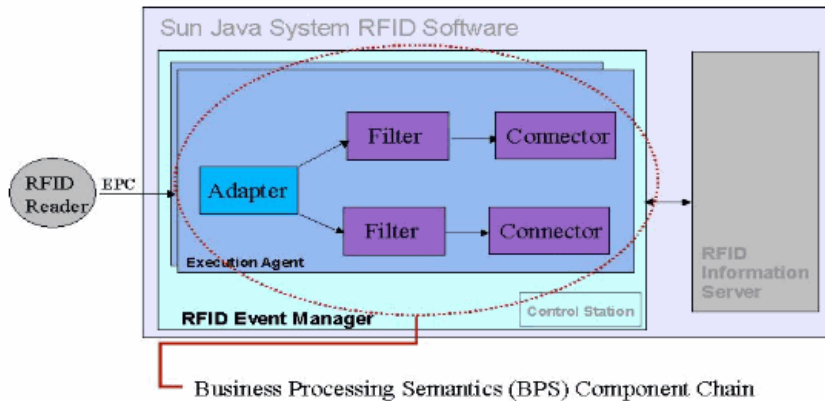 Sun Java System RFID Software
Filter
Connector
RFID
Reader
EPC
Adapter
Filter
Connector
Execution Agent
RFID
Information
Server
RFID Event Manager
Control Station
Business Processing Semantics (BPS) Component Chain